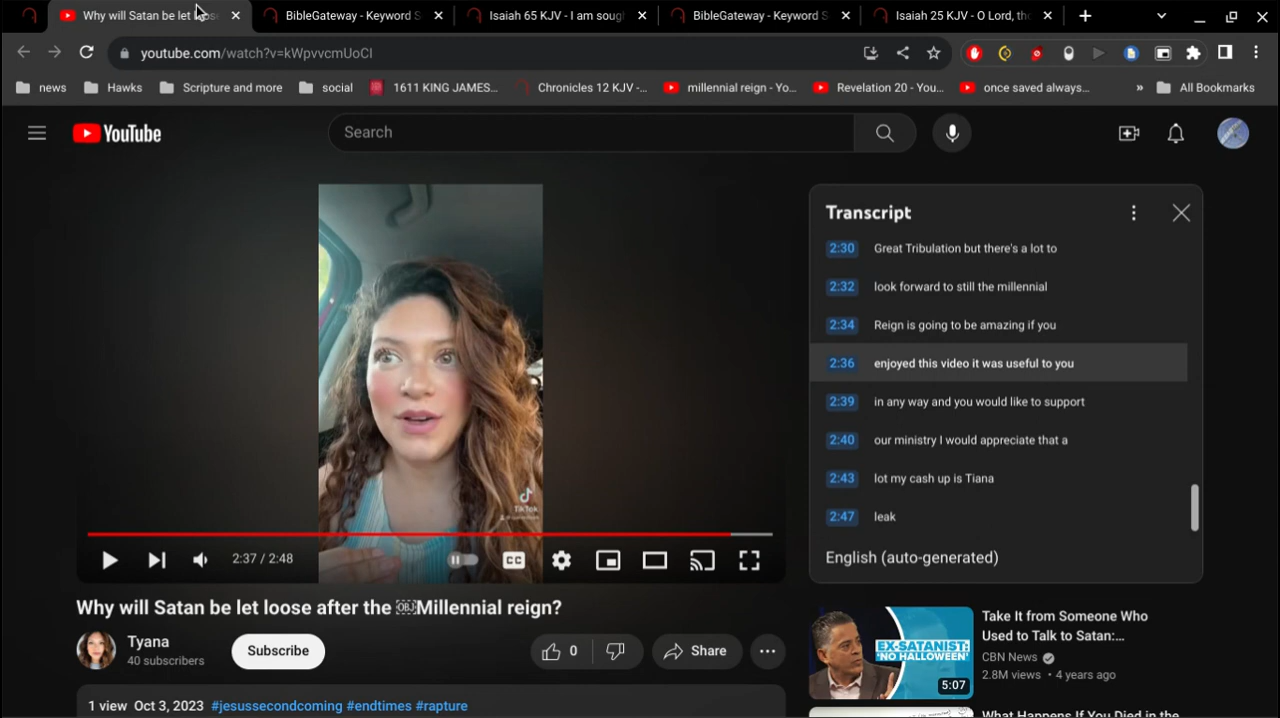 Why will Satan be let loose
BibleGateway - Keyword S
Isaiah 65 KJV - I am soug
BibleGateway - Keyword S
Isaiah 25 KJV - O Lord, th
youtube.com/watch?v=kWpvvcmUoCI
news
Hawks
Scripture and more
social
1611 KING JAMES...
Chronicles 12 KJV -...
millennial reign - Yo...
Revelation 20 - You...
once saved always...
»
All Bookmarks
YouTube
Search
Transcript
2:30 Great Tribulation but there's a lot to
2:32 look forward to still the millennial
2:34 Reign is going to be amazing if you
2:36 enjoyed this video it was useful to you
2:39 in any way and you would like to support
2:40 our ministry I would appreciate that a
2:43 lot my cash up is Tiana
2:47 leak
English (auto-generated)
TikTok
2:37 / 2:48
CC
Why will Satan be let loose after the OBJ Millennial reign?
Tyana
40 subscribers
Subscribe
0
Share
1 view Oct 3, 2023 #jesussecondcoming #endtimes #rapture
EX-SATANIST:
'NO HALLOWEEN'
5:07
Take It from Someone Who
Used to Talk to Satan:...
CBN News
2.8M views • 4 years ago
What Happens If You Died in the